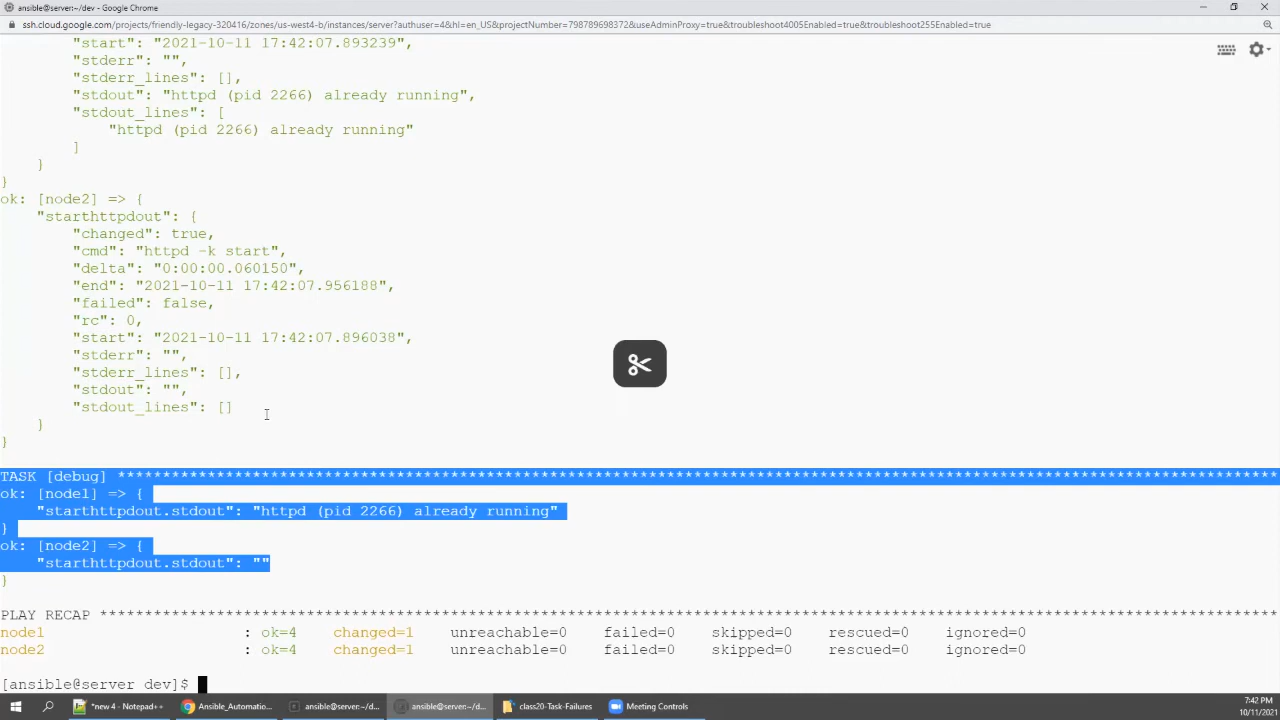 ansible@server:~/dev - Google Chrome
ssh.cloud.google.com/projects/friendly-legacy-320416/zones/us-west4-b/instances/server?authuser=4&hl=en_US&projectNumber=798789698372&useAdminProxy=true&troubleshoot4005Enabled=true&troubleshoot255Enabled=true
"start": "2021-10-11 17:42:07.893239",
"stderr": "",
"stderr_lines": [],
"stdout": "httpd (pid 2266) already running",
"stdout_lines": [
"httpd (pid 2266) already running"
]
}
}
ok: [node2] => {
"starthttpdout": {
"changed": true,
"cmd": "httpd -k start",
"delta": "0:00:00.060150",
"end": "2021-10-11 17:42:07.956188",
"failed": false,
"rc": 0,
"start": "2021-10-11 17:42:07.896038",
"stderr": "",
"stderr_lines": [],
"stdout": "",
"stdout_lines": []
}
}
TASK [debug] *******************************************************************************************************************************
ok: [node1] => {
"starthttpdout.stdout": "httpd (pid 2266) already running"
}
ok: [node2] => {
"starthttpdout.stdout": ""
}
PLAY RECAP *********************************************************************************************************************************
node1 : ok=4 changed=1 unreachable=0 failed=0 skipped=0 rescued=0 ignored=0
node2 : ok=4 changed=1 unreachable=0 failed=0 skipped=0 rescued=0 ignored=0
[ansible@server dev]$
*new 4 - Notepad++ Ansible_Automatio... ansible@server:~/d... ansible@server:~/d... class20-Task-Failures Meeting Controls
7:42 PM
10/11/2021